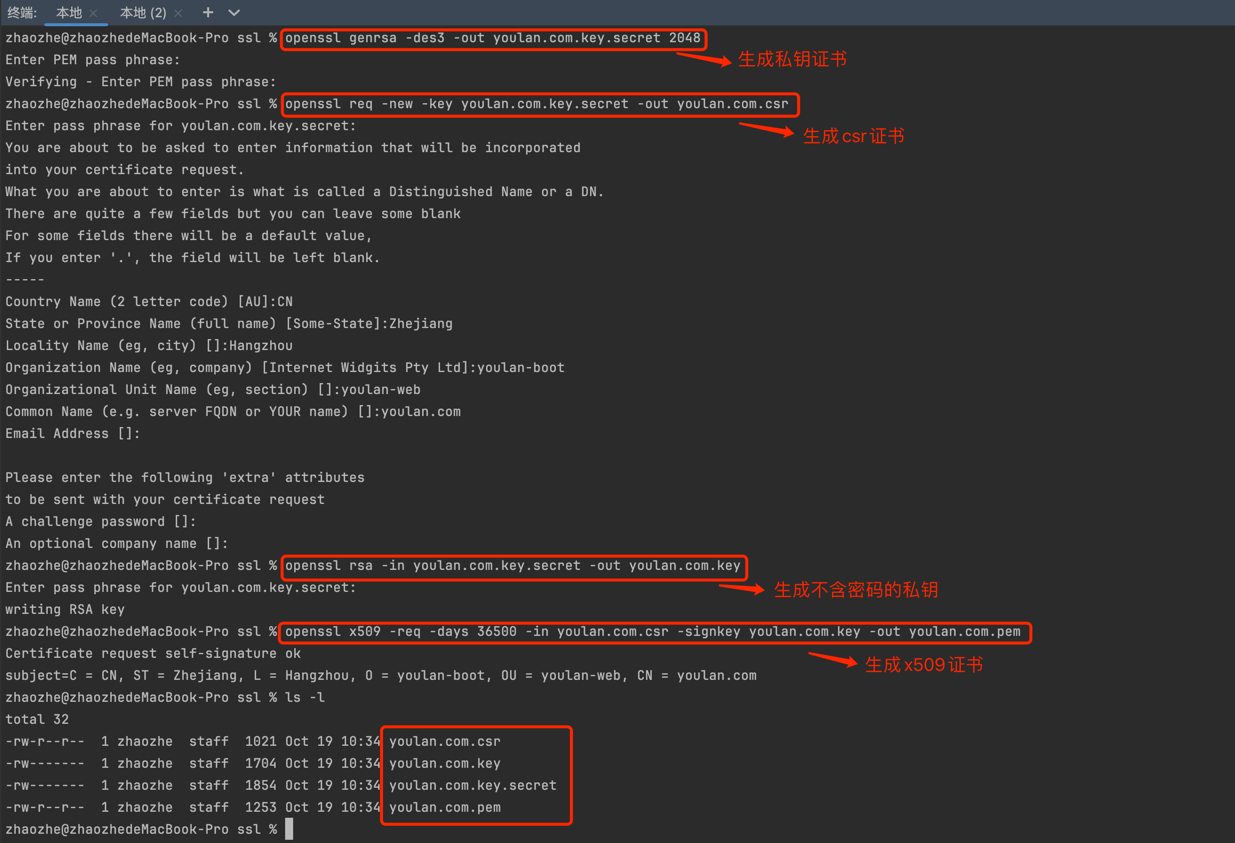 终端: 本地 × 本地 (2) × +
zhaozhe@zhaozhedeMacBook-Pro ssl % openssl genrsa -des3 -out youlan.com.key.secret 2048
Enter PEM pass phrase:
生成私钥证书
Verifying - Enter PEM pass phrase:
zhaozhe@zhaozhedeMacBook-Pro ssl % openssl req -new -key youlan.com.key.secret -out youlan.com.csr
Enter pass phrase for youlan.com.key.secret:
生成csr证书
You are about to be asked to enter information that will be incorporated
into your certificate request.
What you are about to enter is what is called a Distinguished Name or a DN.
There are quite a few fields but you can leave some blank
For some fields there will be a default value,
If you enter '.', the field will be left blank.
-----
Country Name (2 letter code) [AU]:CN
State or Province Name (full name) [Some-State]:Zhejiang
Locality Name (eg, city) []:Hangzhou
Organization Name (eg, company) [Internet Widgits Pty Ltd]:youlan-boot
Organizational Unit Name (eg, section) []:youlan-web
Common Name (e.g. server FQDN or YOUR name) []:youlan.com
Email Address []:
Please enter the following 'extra' attributes
to be sent with your certificate request
A challenge password []:
An optional company name []:
zhaozhe@zhaozhedeMacBook-Pro ssl % openssl rsa -in youlan.com.key.secret -out youlan.com.key
Enter pass phrase for youlan.com.key.secret:
生成不含密码的私钥
writing RSA key
zhaozhe@zhaozhedeMacBook-Pro ssl % openssl x509 -req -days 36500 -in youlan.com.csr -signkey youlan.com.key -out youlan.com.pem
Certificate request self-signature ok
生成x509证书
subject=C = CN, ST = Zhejiang, L = Hangzhou, O = youlan-boot, OU = youlan-web, CN = youlan.com
zhaozhe@zhaozhedeMacBook-Pro ssl % ls -l
total 32
-rw-r--r--  1 zhaozhe  staff  1021 Oct 19 10:34 youlan.com.csr
-rw-------  1 zhaozhe  staff  1704 Oct 19 10:34 youlan.com.key
-rw-------  1 zhaozhe  staff  1854 Oct 19 10:34 youlan.com.key.secret
-rw-r--r--  1 zhaozhe  staff  1253 Oct 19 10:34 youlan.com.pem
zhaozhe@zhaozhedeMacBook-Pro ssl %